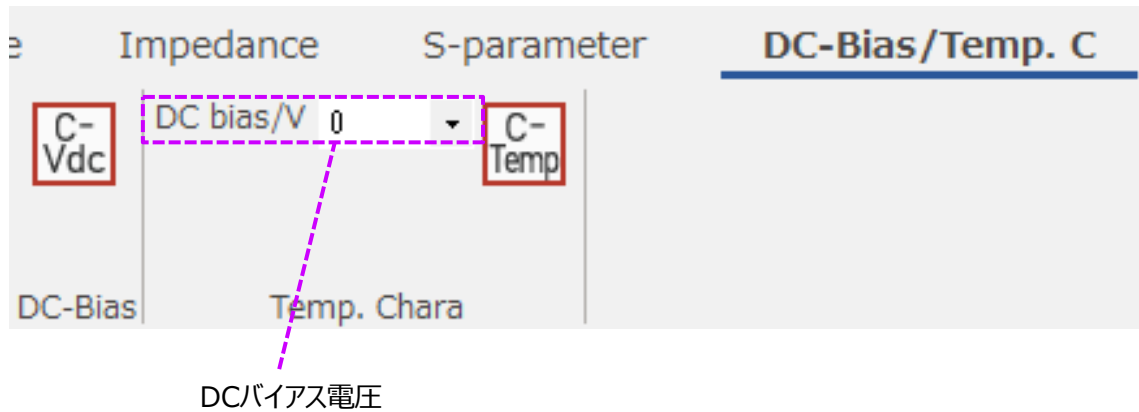 e Impedance S-parameter DC-Bias/Temp. C
C-
Vdc
DC bias/V 0
C-
Temp
DC-Bias Temp. Chara
DCバイアス電圧